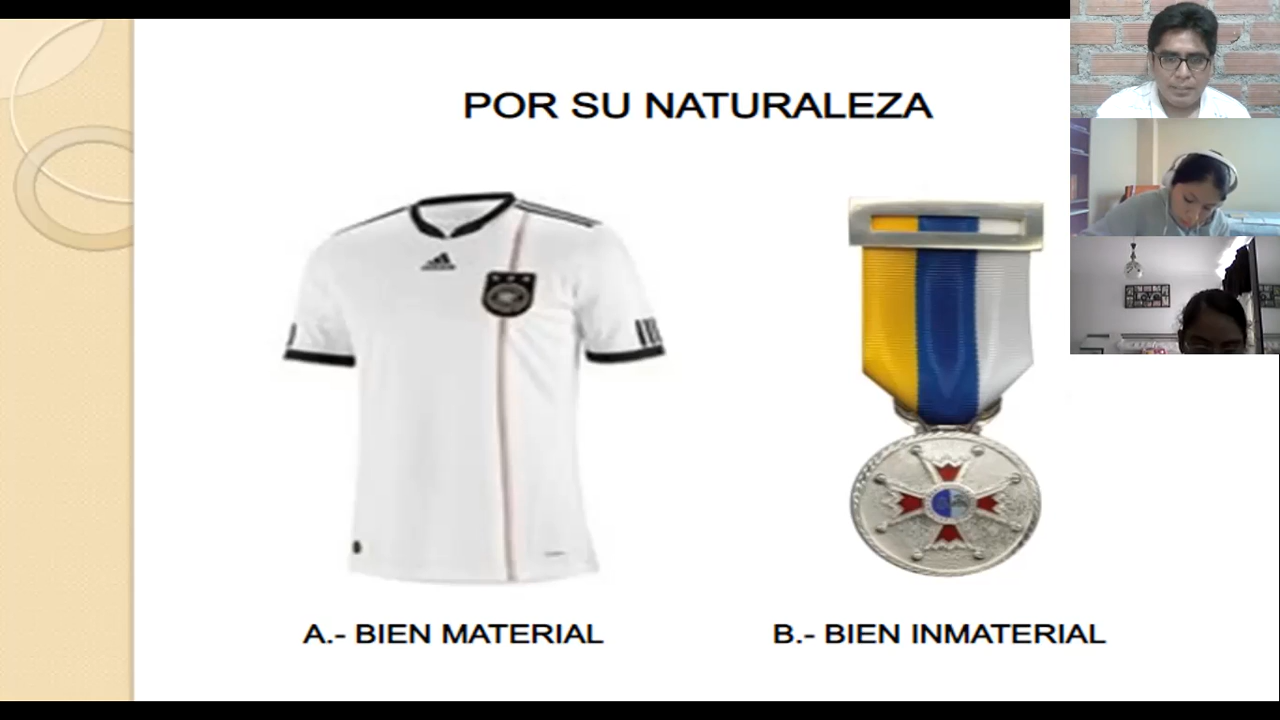 POR SU NATURALEZA
A.- BIEN MATERIAL
B.- BIEN INMATERIAL